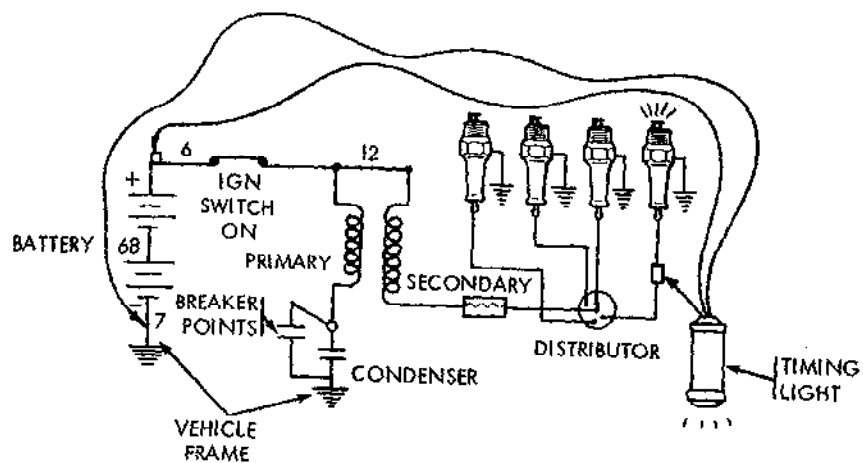 6
12
+
IGN
SWITCH
ON
BATTERY
68
PRIMARY
SECONDARY
BREAKER
POINTS
-
7
DISTRIBUTOR
CONDENSER
TIMING
LIGHT
VEHICLE
FRAME